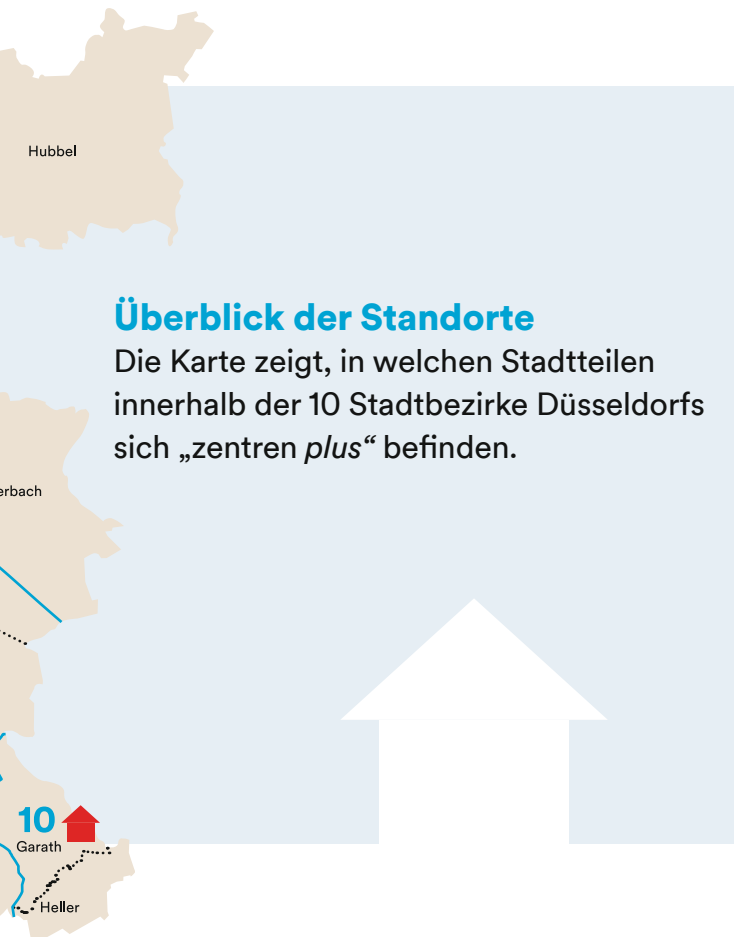 Hubbel
Überblick der Standorte
Die Karte zeigt, in welchen Stadtteilen
innerhalb der 10 Stadtbezirke Düsseldorfs
sich „zentren plus“ befinden.
erbach
10
Garath
Heller